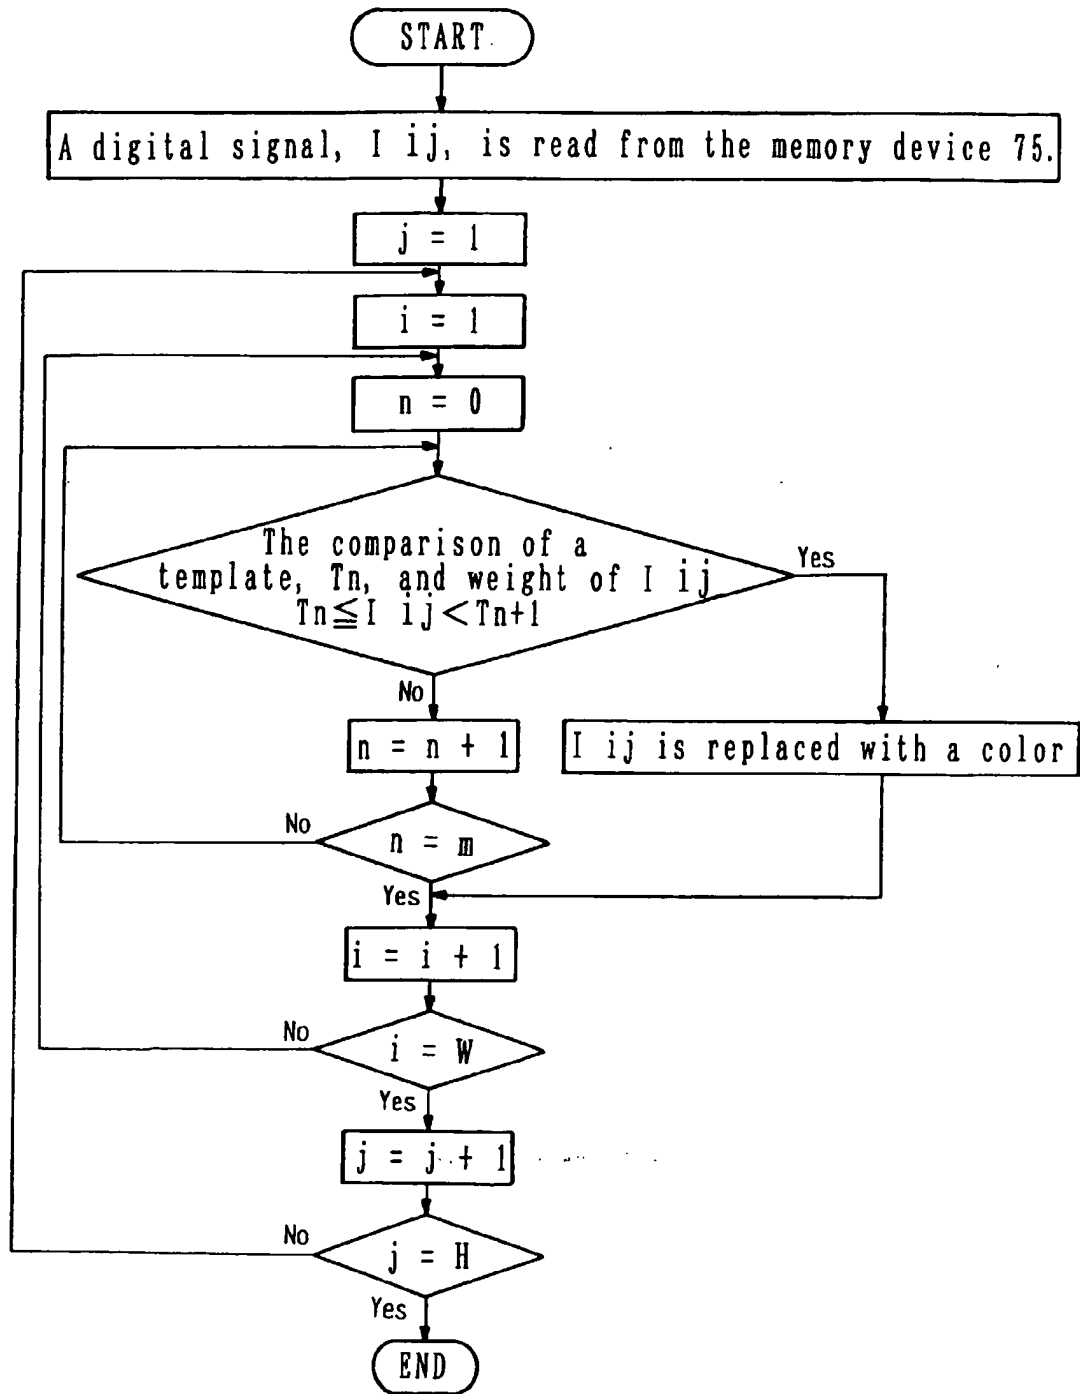 START
A digital signal, I ij, is read from the memory device 75.
j = 1
i = 1
n = 0
The comparison of a
template, Tn, and weight of I ij
Tn≦I ij<Tn+1
Yes
No
n = n + 1
I ij is replaced with a color
No
n = m
Yes
i = i + 1
No
i = W
Yes
j = j + 1
No
j = H
Yes
END